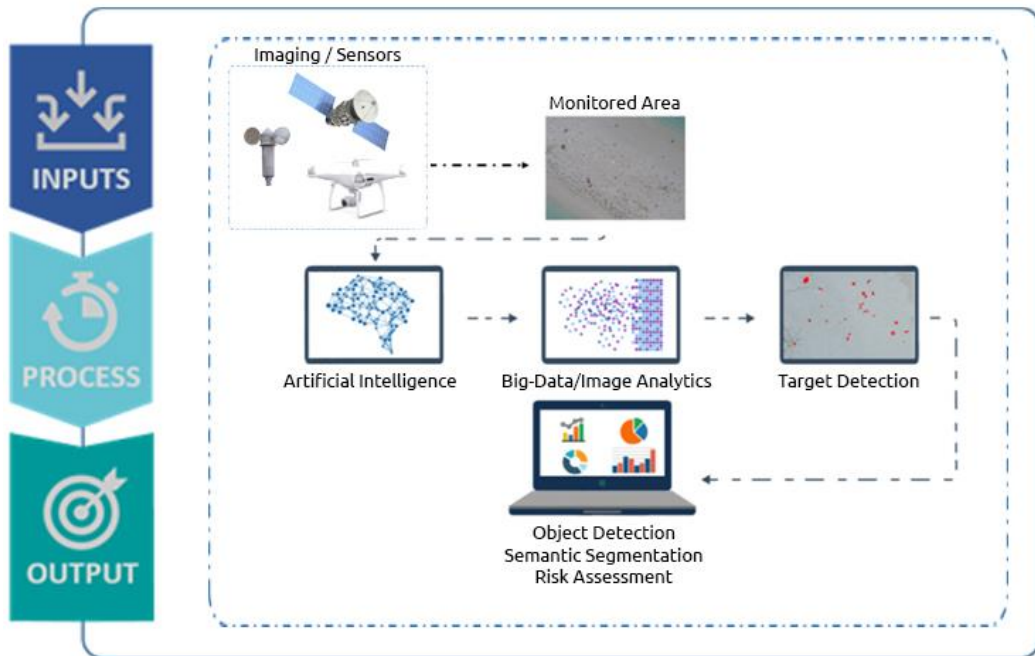 Imaging / Sensors
Monitored Area
INPUTS
Artificial Intelligence
Big-Data/Image Analytics
Target Detection
PROCESS
Object Detection
Semantic Segmentation
Risk Assessment
OUTPUT